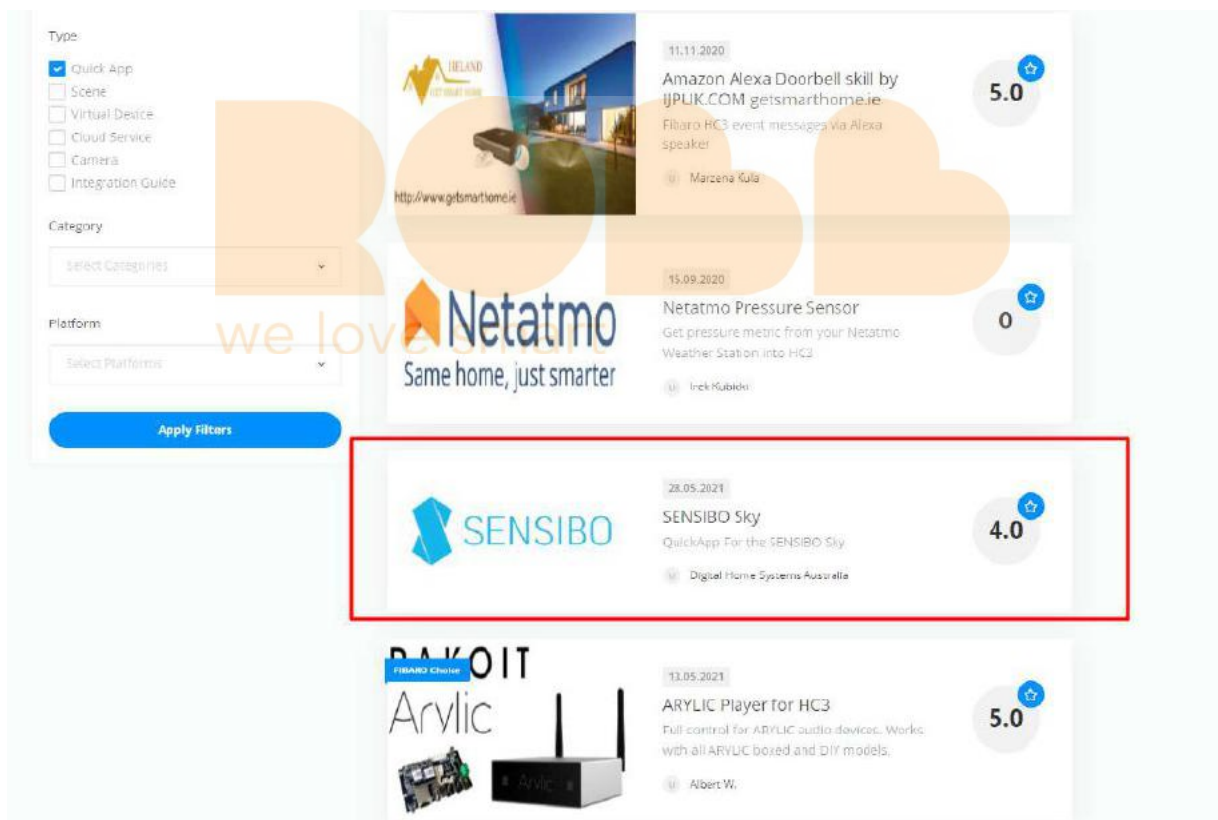 Type
Quick App
Scene
Virtual Device
Cloud Service
Camera
Integration Guide
Category
Select Categories
Platform
Select Platforms
Apply Filters
IRELAND
GET SMART HOME
http://www.getsmarthome.ie
11.11.2020
Amazon Alexa Doorbell skill by
IJPUK.COM getsmarthome.ie
Fibaro HC3 event messages via Alexa
speaker
Marzena Kula
5.0
Netatmo
Same home, just smarter
15.09.2020
Netatmo Pressure Sensor
Get pressure metric from your Netatmo
Weather Station into HC3
Irek Kubicki
0
SENSIBO
28.05.2021
SENSIBO Sky
QuickApp For the SENSIBO Sky
Digital Home Systems Australia
4.0
FIBARO Choice
Arylic
Arylic
13.05.2021
ARYLIC Player for HC3
Full control for ARYLIC audio devices. Works
with all ARYLIC boxed and DIY models.
Albert W.
5.0
ROBB
we love smart